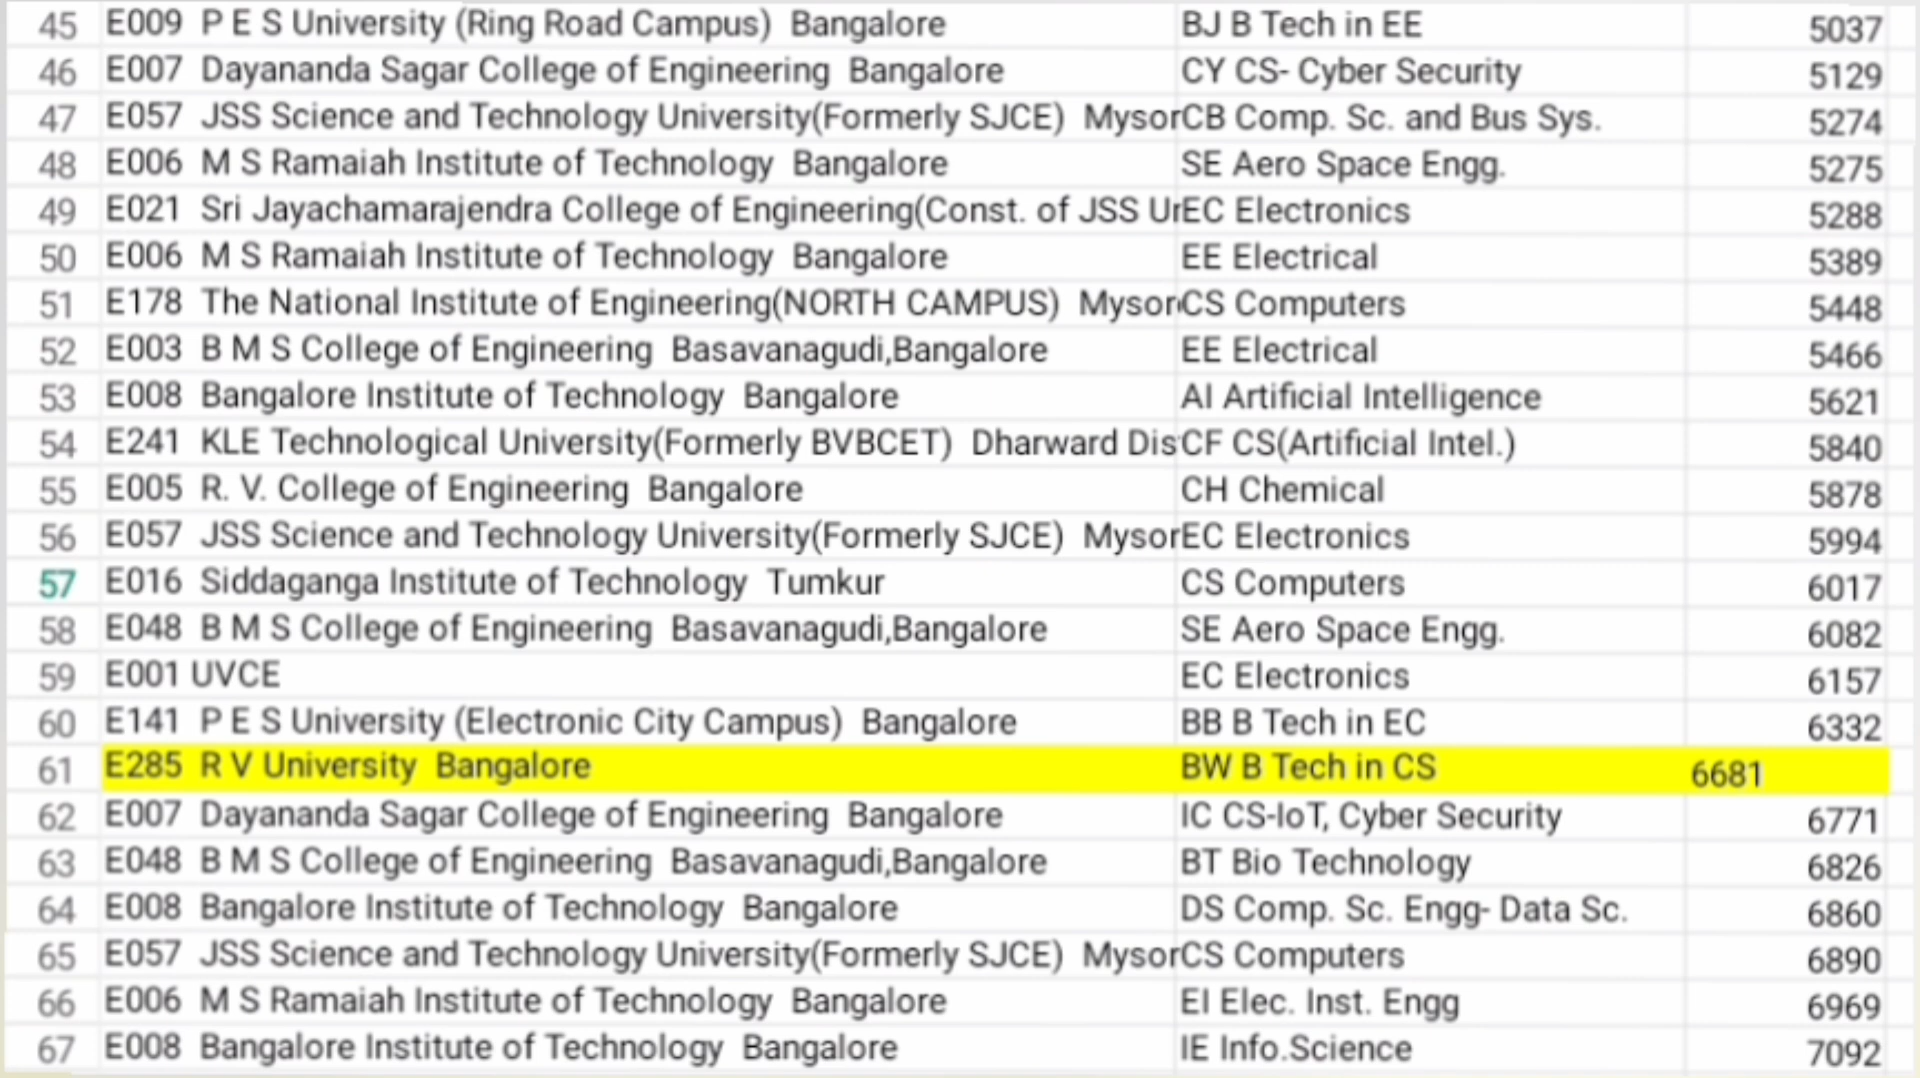 45 E009 P E S University (Ring Road Campus) Bangalore BJ B Tech in EE 5037
46 E007 Dayananda Sagar College of Engineering Bangalore CY CS- Cyber Security 5129
47 E057 JSS Science and Technology University(Formerly SJCE) Mysor CB Comp. Sc. and Bus Sys. 5274
48 E006 M S Ramaiah Institute of Technology Bangalore SE Aero Space Engg. 5275
49 E021 Sri Jayachamarajendra College of Engineering(Const. of JSS Ur EC Electronics 5288
50 E006 M S Ramaiah Institute of Technology Bangalore EE Electrical 5389
51 E178 The National Institute of Engineering(NORTH CAMPUS) Mysor CS Computers 5448
52 E003 B M S College of Engineering Basavanagudi,Bangalore EE Electrical 5466
53 E008 Bangalore Institute of Technology Bangalore AI Artificial Intelligence 5621
54 E241 KLE Technological University(Formerly BVBCET) Dharward Dis CF CS(Artificial Intel.) 5840
55 E005 R. V. College of Engineering Bangalore CH Chemical 5878
56 E057 JSS Science and Technology University(Formerly SJCE) Mysor EC Electronics 5994
57 E016 Siddaganga Institute of Technology Tumkur CS Computers 6017
58 E048 B M S College of Engineering Basavanagudi,Bangalore SE Aero Space Engg. 6082
59 E001 UVCE EC Electronics 6157
60 E141 P E S University (Electronic City Campus) Bangalore BB B Tech in EC 6332
61 E285 R V University Bangalore BW B Tech in CS 6681
62 E007 Dayananda Sagar College of Engineering Bangalore IC CS-IoT, Cyber Security 6771
63 E048 B M S College of Engineering Basavanagudi,Bangalore BT Bio Technology 6826
64 E008 Bangalore Institute of Technology Bangalore DS Comp. Sc. Engg- Data Sc. 6860
65 E057 JSS Science and Technology University(Formerly SJCE) Mysor CS Computers 6890
66 E006 M S Ramaiah Institute of Technology Bangalore EI Elec. Inst. Engg 6969
67 E008 Bangalore Institute of Technology Bangalore IE Info.Science 7092